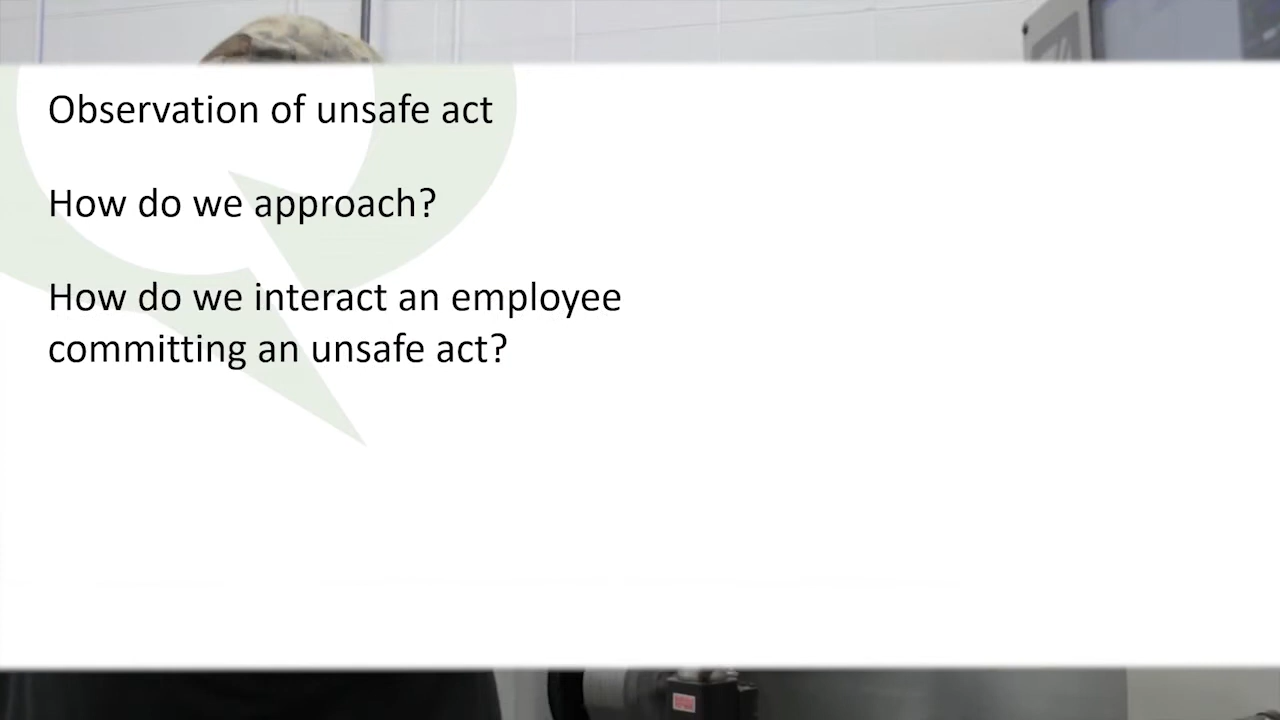 Observation of unsafe act
How do we approach?
How do we interact an employee
committing an unsafe act?